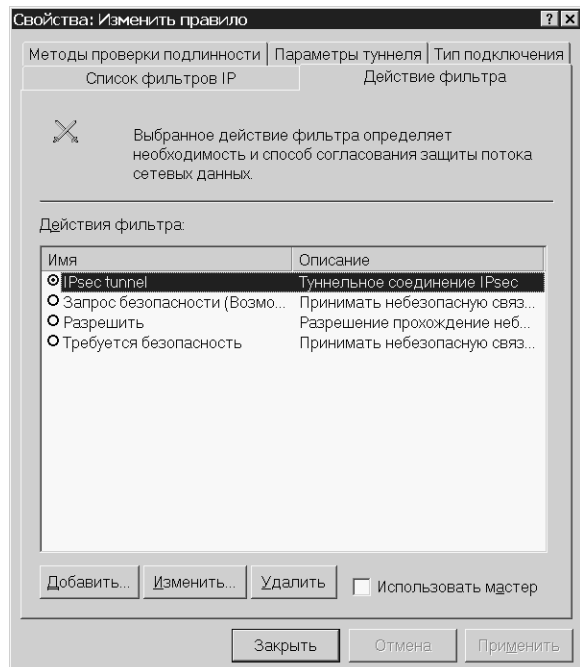 Свойства: Изменить правило
Методы проверки подлинности Параметры туннеля Тип подключения
Список фильтров IP Действие фильтра
Выбранное действие фильтра определяет
необходимость и способ согласования защиты потока
сетевых данных.
Действия фильтра:
Имя Описание
IPsec tunnel Туннельное соединение IPsec
Запрос безопасности (Возмо... Принимать небезопасную связ...
Разрешить Разрешение прохождение неб...
Требуется безопасность Принимать небезопасную связ...
Добавить... Изменить... Удалить Использовать мастер
Закрыть Отмена Применить